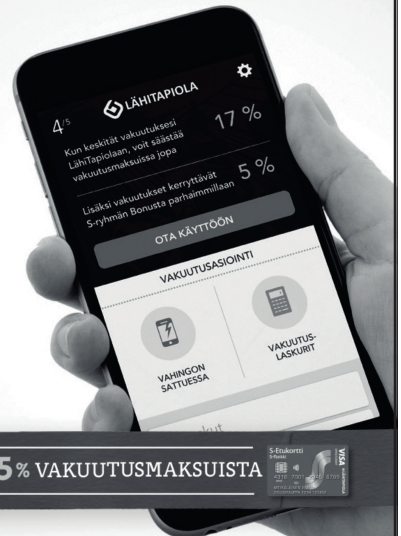 4/5
LÄHITAPIOLA
Kun keskität vakuutuksesi
LähiTapiolaan, voit säästää
vakuutusmaksuissa jopa
17 %
Lisäksi vakuutukset kerryttävät
S-ryhmän Bonusta parhaimmillaan
5 %
OTA KÄYTTÖÖN
VAKUUTUSASIOINTI
VAHINGON
SATTUESSA
VAKUUTUS-
LASKURIT
5 % VAKUUTUSMAKSUISTA
S-Etukortti
VISA